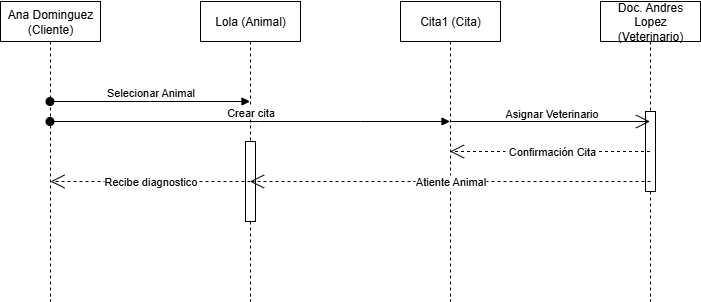 Ana Dominguez
(Cliente)
Lola (Animal)
Cita1 (Cita)
Doc. Andres
Lopez
(Veterinario)
Selecionar Animal
Crear cita
Asignar Veterinario
Confirmación Cita
Recibe diagnostico
Atiente Animal